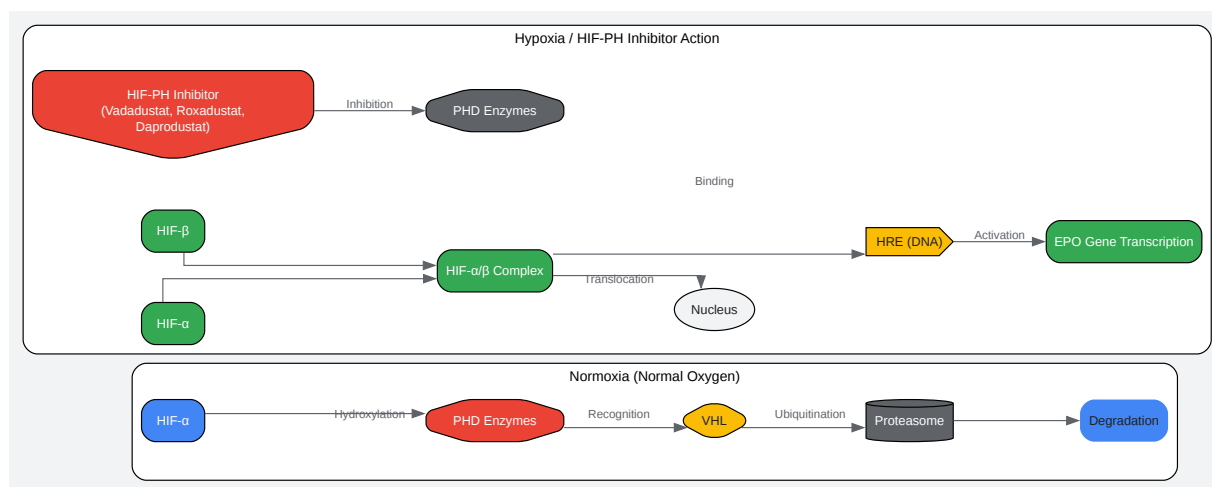 Hypoxia / HIF-PH Inhibitor Action
HIF-PH Inhibitor
(Vadadustat, Roxadustat,
Daprodustat)
Inhibition
PHD Enzymes
Binding
HIF-β
HIF-α
HIF-α/β Complex
Translocation
Nucleus
HRE (DNA)
Activation
EPO Gene Transcription
Normoxia (Normal Oxygen)
HIF-α
Hydroxylation
PHD Enzymes
Recognition
VHL
Ubiquitination
Proteasome
Degradation